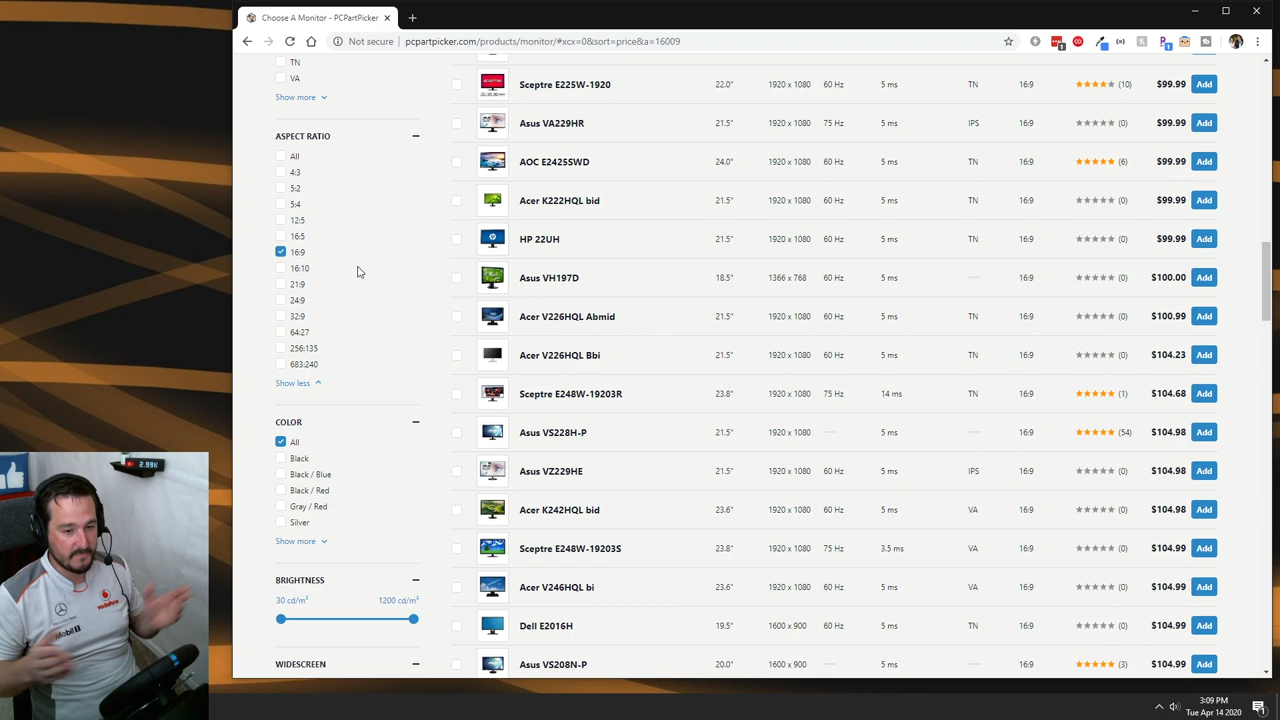 Choose A Monitor - PCPartPicker
Not secure | pcpartpicker.com/products/monitor/#xcx=0&sort=price&a=16009
TN
VA
Show more
ASPECT RATIO
All
4:3
5:2
5:4
12:5
16:5
16:9
16:10
21:9
24:9
32:9
64:27
256:135
683:240
Show less
COLOR
All
Black
Black / Blue
Black / Red
Gray / Red
Silver
Show more
BRIGHTNESS
30 cd/m² 1200 cd/m²
WIDESCREEN
Sceptre E225W-1920 22.0" 1920 x 1080 75 Hz 5 ms TN 16:9 (10) $99.99 Add
Asus VA229HR 21.5" 1920 x 1080 75 Hz 5 ms IPS 16:9 (0) $99.99 Add
AOC E2425SWD 24.0" 1920 x 1080 60 Hz 5 ms TN 16:9 (6) $99.99 Add
Acer K222HQL bid 21.5" 1920 x 1080 60 Hz 5 ms TN 16:9 (0) $99.99 Add
HP 22UH 21.5" 1920 x 1080 60 Hz 5 ms TN 16:9 (0) $99.99 Add
Asus VH197D 18.5" 1366 x 768 60 Hz 5 ms 16:9 (0) Add
Acer V226HQL Abmid 21.5" 1920 x 1080 60 Hz 5 ms TN 16:9 (0) $100.99 Add
Acer V226HQL Bbi 21.5" 1920 x 1080 60 Hz 5 ms TN 16:9 (0) $104.23 Add
Sceptre E248W-19203R 23.8" 1920 x 1080 75 Hz 14 ms 16:9 (1) $104.68 Add
Asus VS228H-P 21.5" 1920 x 1080 5 ms 16:9 (54) $104.98 Add
Asus VZ229HE 21.5" 1920 x 1080 60 Hz 5 ms IPS 16:9 (0) $104.98 Add
Acer K242HQL bid 23.6" 1920 x 1080 60 Hz 5 ms VA 16:9 (0) $104.98 Add
Sceptre E248W-19203S 23.8" 1920 x 1080 75 Hz 3.5 ms VA 16:9 (0) $104.99 Add
Acer V246HQL bi 23.6" 1920 x 1080 60 Hz 5 ms VA 16:9 (0) $104.99 Add
Dell E2016H 19.5" 1600 x 900 60 Hz 5 ms TN 16:9 (0) $104.99 Add
Asus VS208N-P 20.0" 1600 x 900 5 ms 16:9 (3) $104.99 Add
2.99K
vodafone
Mobil 1
3:09 PM
Tue Apr 14 2020